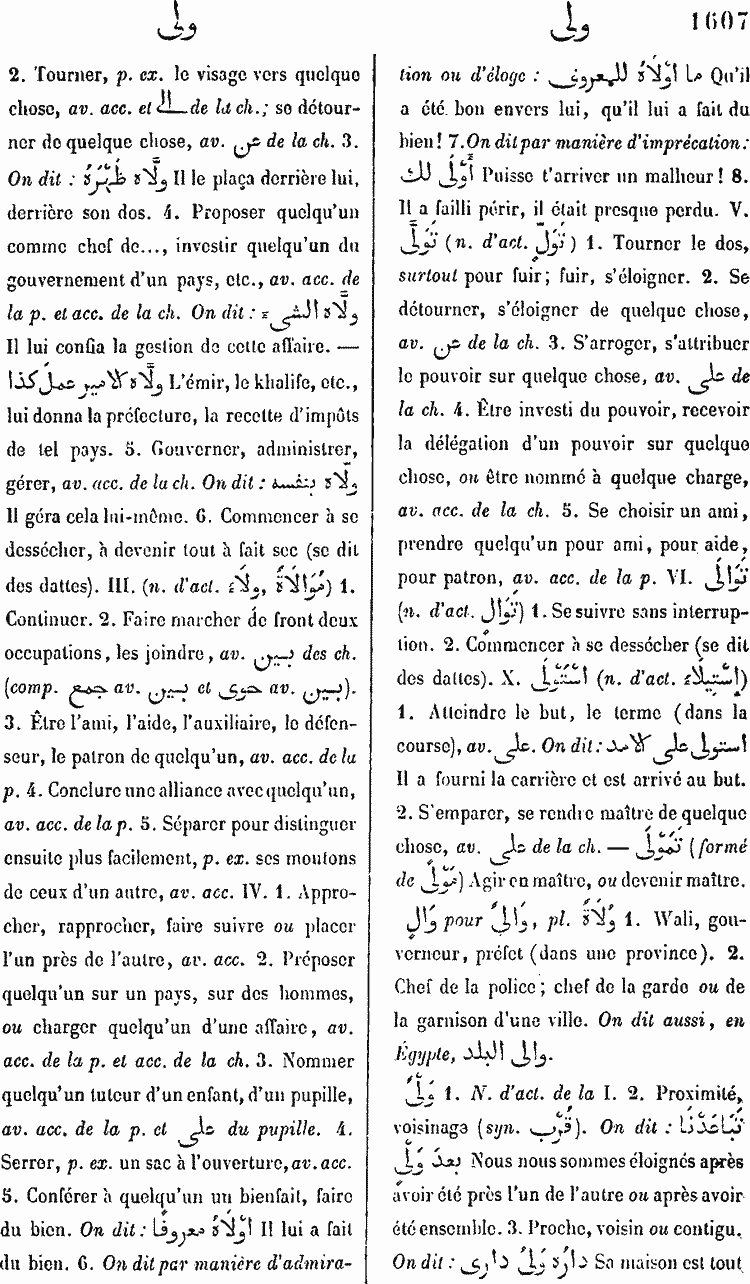 ولى
ولى
1607
2. Tourner, p. ex. le visage vers quelque
chose, av. acc. et الى de la ch.; se détour-
ner de quelque chose, av. عن de la ch. 3.
On dit : وَلَّاهُ ظَهْرَهُ Il le plaça derrière lui,
derrière son dos. 4. Proposer quelqu'un
comme chef de..., investir quelqu'un du
gouvernement d'un pays, etc., av. acc. de
la p. et acc. de la ch. On dit : ولّاه الشىء
Il lui confia la gestion de cette affaire. —
ولّاه الامير عمل كذا L'émir, le khalife, etc.,
lui donna la préfecture, la recette d'impôts
de tel pays. 5. Gouverner, administrer,
gérer, av. acc. de la ch. On dit : ولّاه بنفسه
Il géra cela lui-même. 6. Commencer à se
dessécher, à devenir tout à fait sec (se dit
des dattes). III. (n. d'act. وِلَاء, مُوَالَاةٌ) 1.
Continuer. 2. Faire marcher de front deux
occupations, les joindre, av. بين des ch.
(comp. جمع av. بين et حوى av. بين).
3. Être l'ami, l'aide, l'auxiliaire, le défen-
seur, le patron de quelqu'un, av. acc. de la
p. 4. Conclure une alliance avec quelqu'un,
av. acc. de la p. 5. Séparer pour distinguer
ensuite plus facilement, p. ex. ses moutons
de ceux d'un autre, av. acc. IV. 1. Appro-
cher, rapprocher, faire suivre ou placer
l'un près de l'autre, av. acc. 2. Préposer
quelqu'un sur un pays, sur des hommes,
ou charger quelqu'un d'une affaire, av.
acc. de la p. et acc. de la ch. 3. Nommer
quelqu'un tuteur d'un enfant, d'un pupille,
av. acc. de la p. et على du pupille. 4.
Serrer, p. ex. un sac à l'ouverture, av. acc.
5. Conférer à quelqu'un un bienfait, faire
du bien. On dit : أَوْلَاهُ معروفًا Il lui a fait
du bien. 6. On dit par manière d'admira-
tion ou d'éloge : ما أَوْلَاهُ للمعروف Qu'il
a été bon envers lui, qu'il lui a fait du
bien! 7. On dit par manière d'imprécation:
أَوْلَى لك Puisse t'arriver un malheur! 8.
Il a failli périr, il était presque perdu. V.
تَوَلَّى (n. d'act. تَوَلٍّ) 1. Tourner le dos,
surtout pour fuir; fuir, s'éloigner. 2. Se
détourner, s'éloigner de quelque chose,
av. عن de la ch. 3. S'arroger, s'attribuer
le pouvoir sur quelque chose, av. على de
la ch. 4. Être investi du pouvoir, recevoir
la délégation d'un pouvoir sur quelque
chose, ou être nommé à quelque charge,
av. acc. de la ch. 5. Se choisir un ami,
prendre quelqu'un pour ami, pour aide,
pour patron, av. acc. de la p. VI. تَوَالَى
(n. d'act. تَوَالٍ) 1. Se suivre sans interrup-
tion. 2. Commencer à se dessécher (se dit
des dattes). X. اِسْتَوْلَى (n. d'act. اِسْتِيلَاء)
1. Atteindre le but, le terme (dans la
course), av. على. On dit : استولى على الامد
Il a fourni la carrière et est arrivé au but.
2. S'emparer, se rendre maître de quelque
chose, av. على de la ch. — تَمَوْلَى (formé
de مَوْلَى) Agir en maître, ou devenir maître.
وَالٍ pour وَالِىٌ, pl. وُلَاةٌ 1. Wali, gou-
verneur, préfet (dans une province). 2.
Chef de la police; chef de la garde ou de
la garnison d'une ville. On dit aussi, en
Égypte, والى البلد.
وَلْىٌ 1. N. d'act. de la I. 2. Proximité,
voisinage (syn. قُرْب). On dit : تَبَاعَدْنَا
بعد وَلْىٍ Nous nous sommes éloignés après
avoir été près l'un de l'autre ou après avoir
été ensemble. 3. Proche, voisin ou contigu.
On dit : دَارُهُ وَلْىُ دارى Sa maison est tout